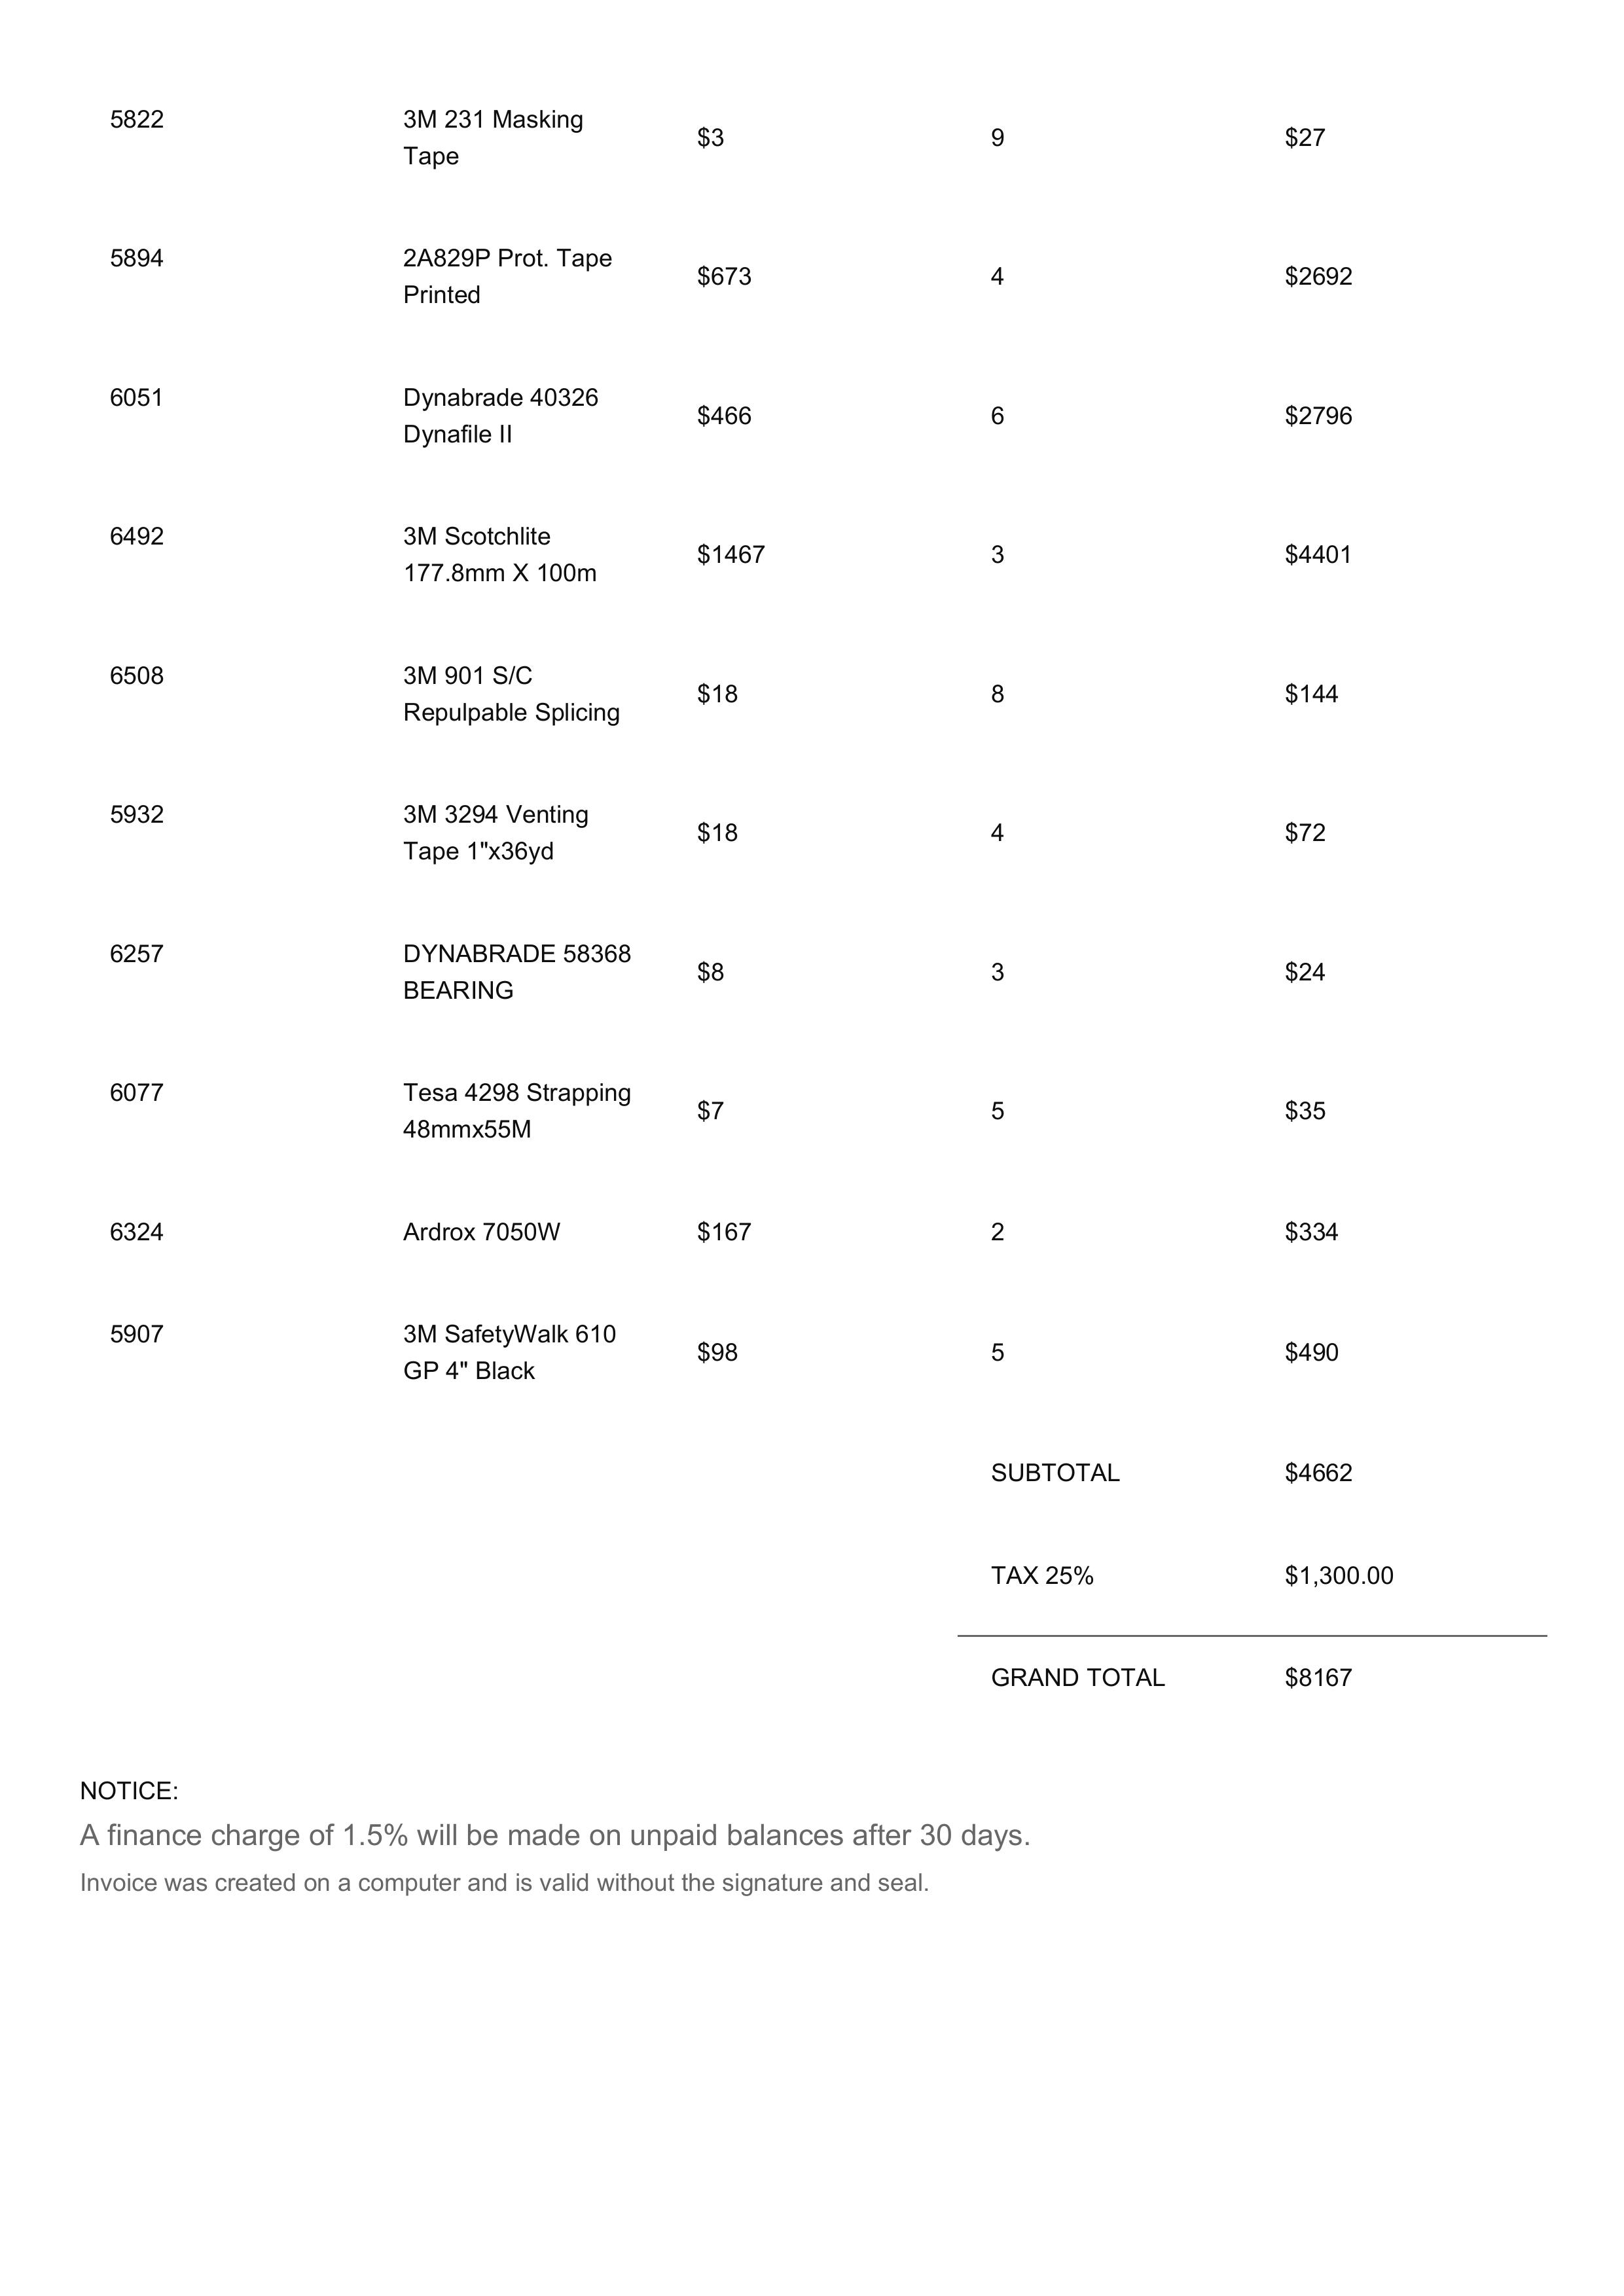 5822 3M 231 Masking Tape $3 9 $27
5894 2A829P Prot. Tape Printed $673 4 $2692
6051 Dynabrade 40326 Dynafile II $466 6 $2796
6492 3M Scotchlite 177.8mm X 100m $1467 3 $4401
6508 3M 901 S/C Repulpable Splicing $18 8 $144
5932 3M 3294 Venting Tape 1"x36yd $18 4 $72
6257 DYNABRADE 58368 BEARING $8 3 $24
6077 Tesa 4298 Strapping 48mmx55M $7 5 $35
6324 Ardrox 7050W $167 2 $334
5907 3M SafetyWalk 610 GP 4" Black $98 5 $490
SUBTOTAL $4662
TAX 25% $1,300.00
GRAND TOTAL $8167
NOTICE:
A finance charge of 1.5% will be made on unpaid balances after 30 days.
Invoice was created on a computer and is valid without the signature and seal.